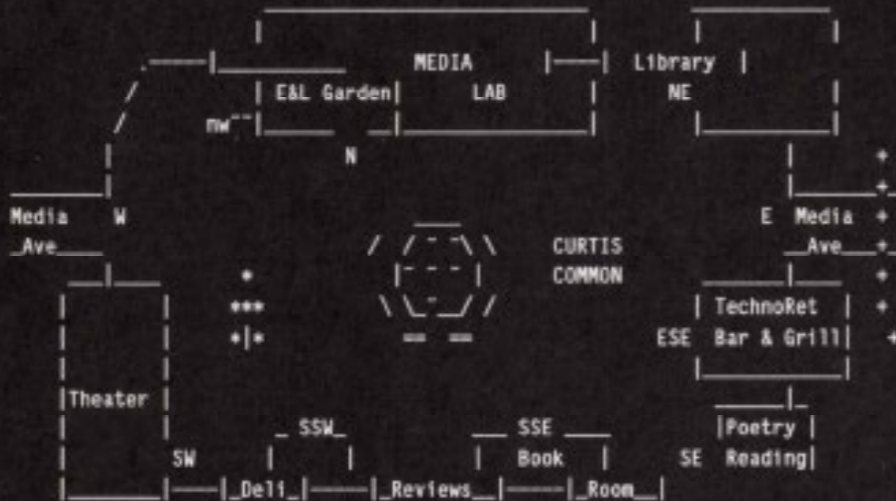 MEDIA Library
E&L Garden LAB NE
nw
N
Media W E Media
Ave CURTIS Ave
COMMON
TechnoRet
ESE Bar & Grill
Theater
SSW SSE Poetry
SW Book SE Reading
Deli Reviews Room